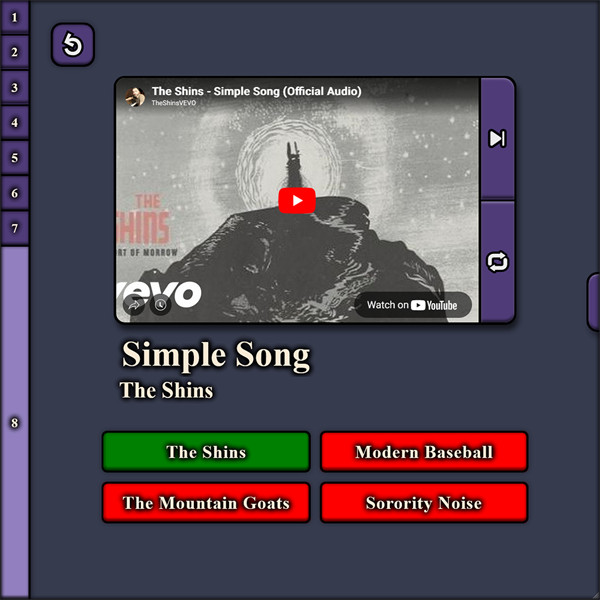 1
2
3
4
5
6
7
8
The Shins - Simple Song (Official Audio)
TheShinsVEVO
THE
SHINS
ORT OF MORROW
vevo
Watch on YouTube
Simple Song
The Shins
The Shins
Modern Baseball
The Mountain Goats
Sorority Noise